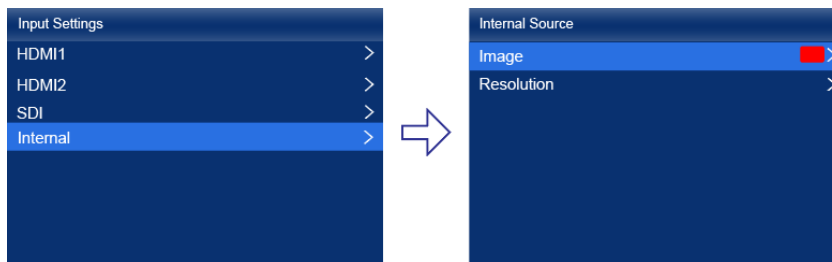 Input Settings
HDMI1
HDMI2
SDI
Internal
Internal Source
Image
Resolution